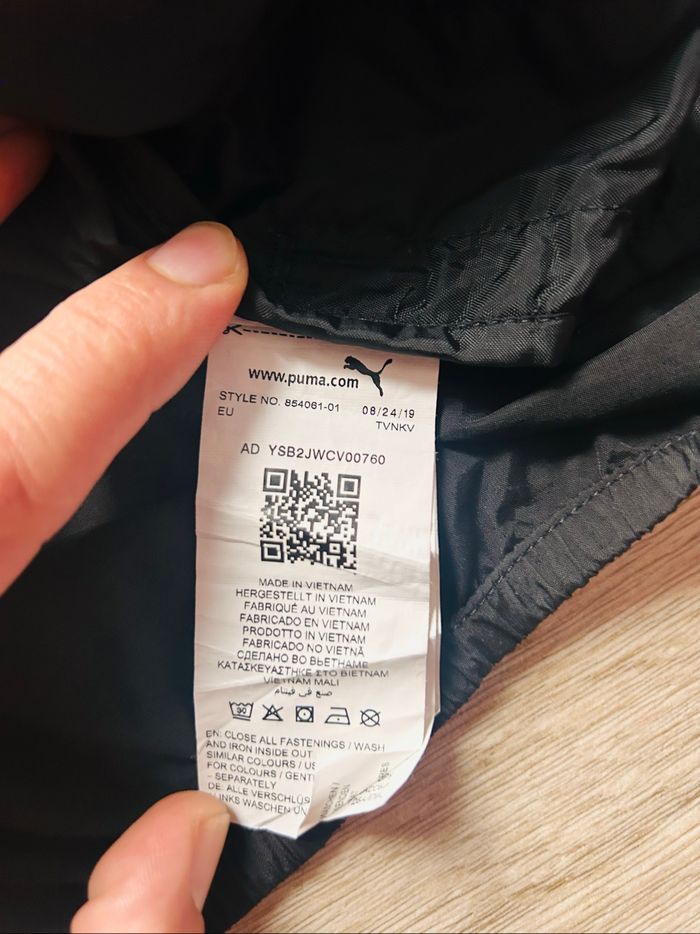 www.puma.com
STYLE NO. 854061-01 08/24/19
EU TVNKV
AD YSB2JWCV00760
MADE IN VIETNAM
HERGESTELLT IN VIETNAM
FABRIQUÉ AU VIETNAM
FABRICADO EN VIETNAM
PRODOTTO IN VIETNAM
FABRICADO NO VIETNÃ
СДЕЛАНО ВО ВЬЕТНАМЕ
ΚΑΤΑΣΚΕΥΑΣΤΗΚΕ ΣΤΟ ΒΙΕΤΝΑΜ
VIETNAM MALI
صنع في فيتنام
30
EN: CLOSE ALL FASTENINGS / WASH
AND IRON INSIDE OUT
SIMILAR COLOURS /
FOR COLOURS /
- SEPARATELY
DE: ALLE
LINKS WASCHEN